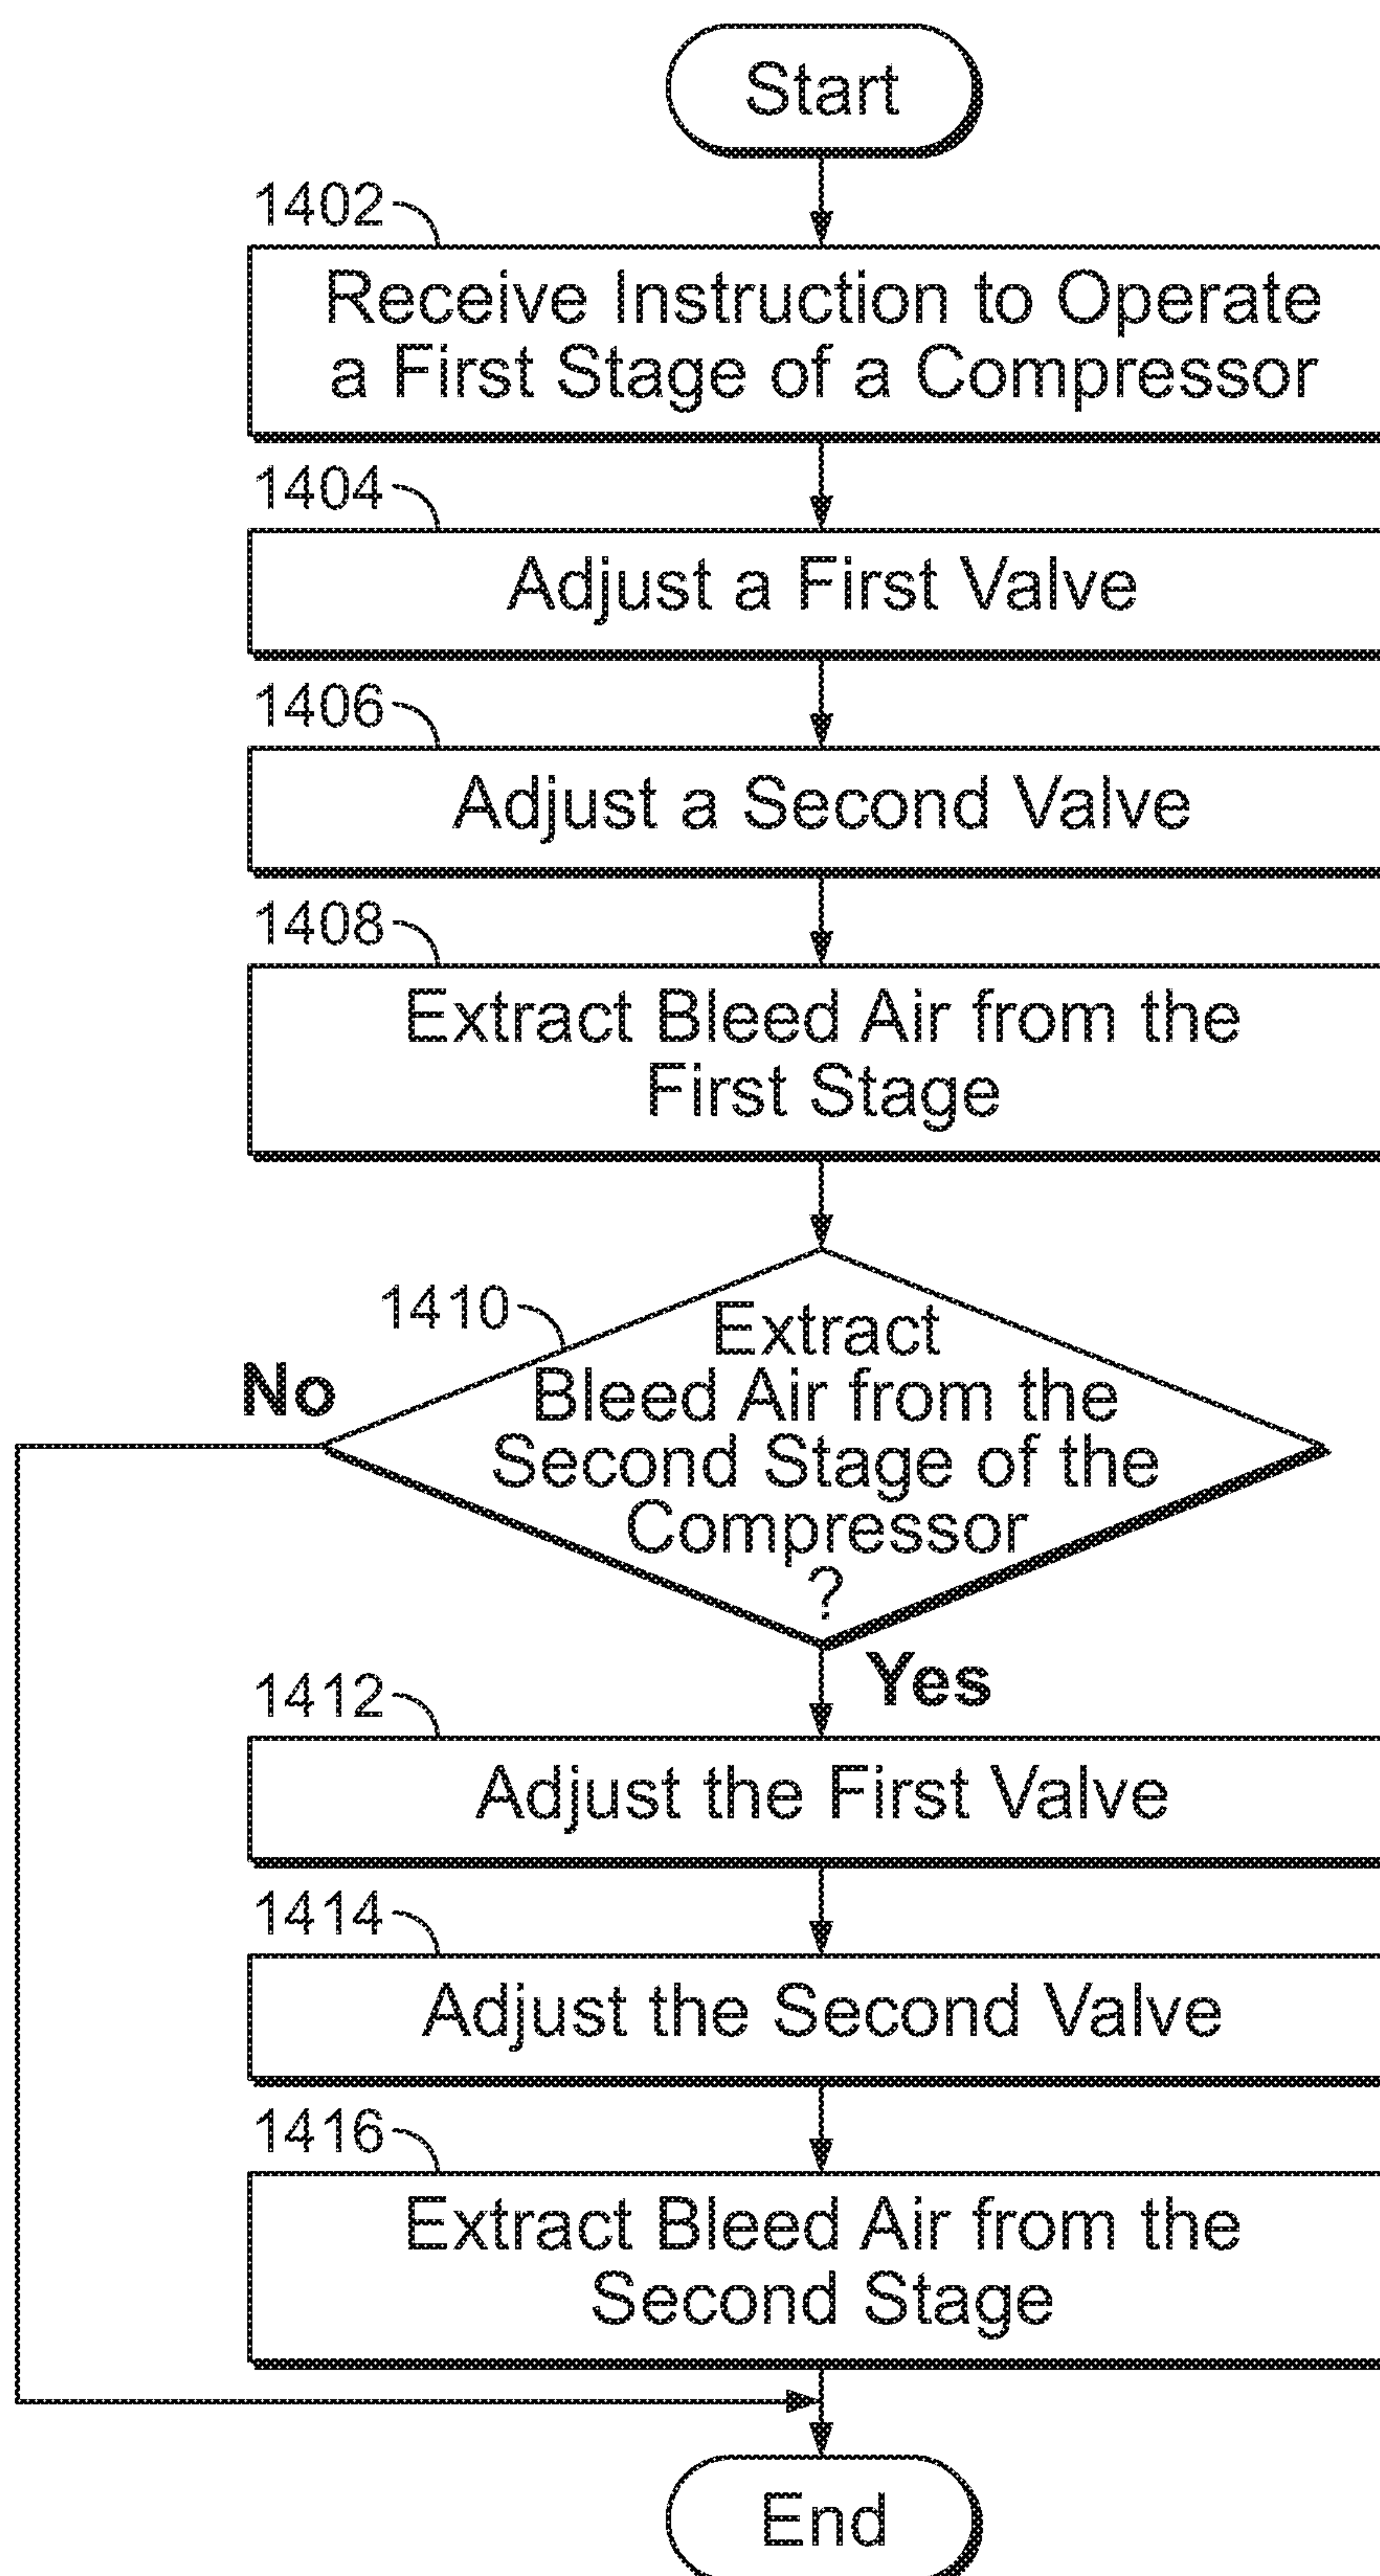 Start
1402
Receive Instruction to Operate
a First Stage of a Compressor
1404
Adjust a First Valve
1406
Adjust a Second Valve
1408
Extract Bleed Air from the
First Stage
1410
Extract
Bleed Air from the
Second Stage of the
Compressor
?
No
Yes
1412
Adjust the First Valve
1414
Adjust the Second Valve
1416
Extract Bleed Air from the
Second Stage
End